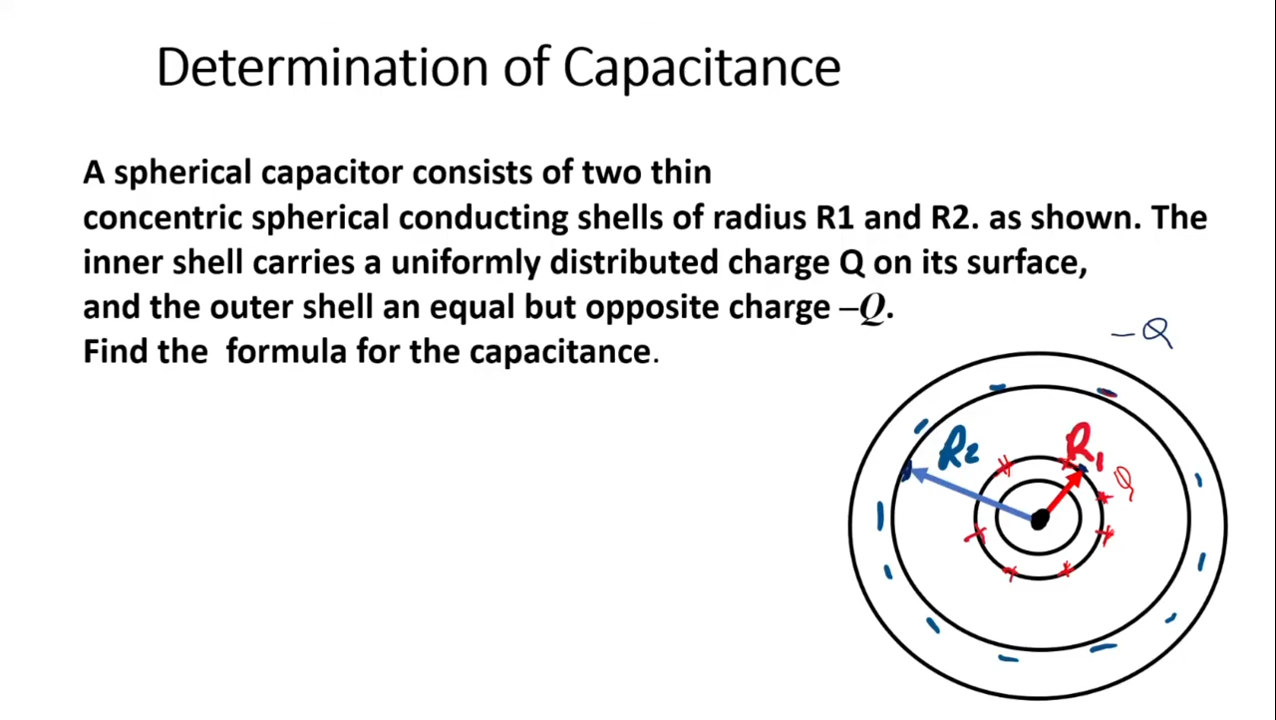 Determination of Capacitance
A spherical capacitor consists of two thin
concentric spherical conducting shells of radius R1 and R2. as shown. The
inner shell carries a uniformly distributed charge Q on its surface,
and the outer shell an equal but opposite charge –Q.
Find the formula for the capacitance.
-Q
R2
R1
Q